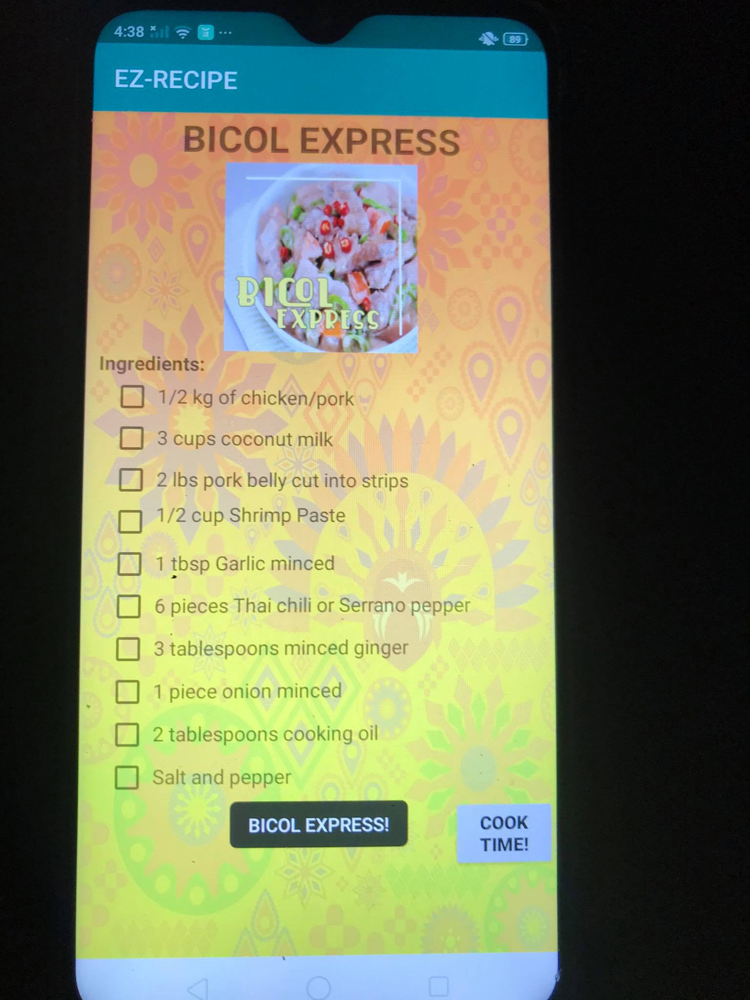 4:38
89
EZ-RECIPE
BICOL EXPRESS
BICOL
EXPRESS
Ingredients:
1/2 kg of chicken/pork
3 cups coconut milk
2 lbs pork belly cut into strips
1/2 cup Shrimp Paste
1 tbsp Garlic minced
6 pieces Thai chili or Serrano pepper
3 tablespoons minced ginger
1 piece onion minced
2 tablespoons cooking oil
Salt and pepper
BICOL EXPRESS!
COOK
TIME!